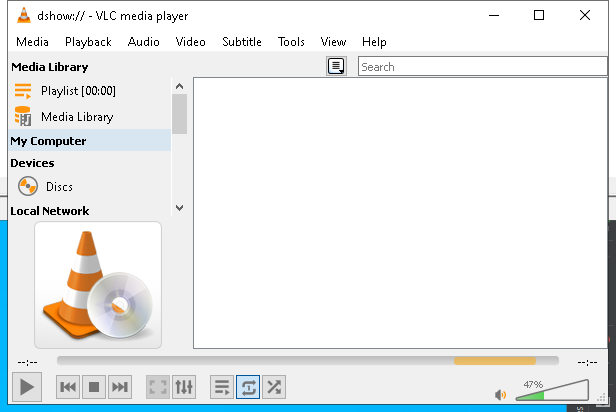 dshow:// - VLC media player
Media Playback Audio Video Subtitle Tools View Help
Media Library
Search
Playlist [00:00]
Media Library
My Computer
Devices
Discs
Local Network
--:-- --:--
47%